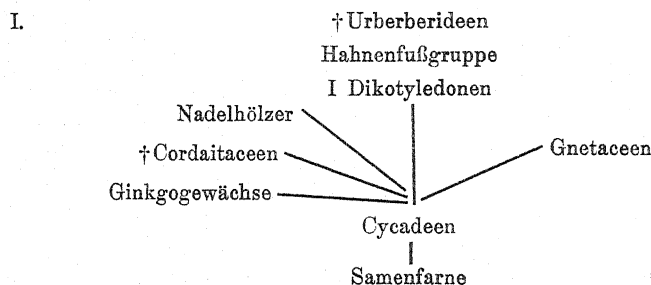 I.
†Urberberideen
Hahnenfußgruppe
I Dikotyledonen
Nadelhölzer
†Cordaitaceen
Gnetaceen
Ginkgogewächse
Cycadeen
Samenfarne